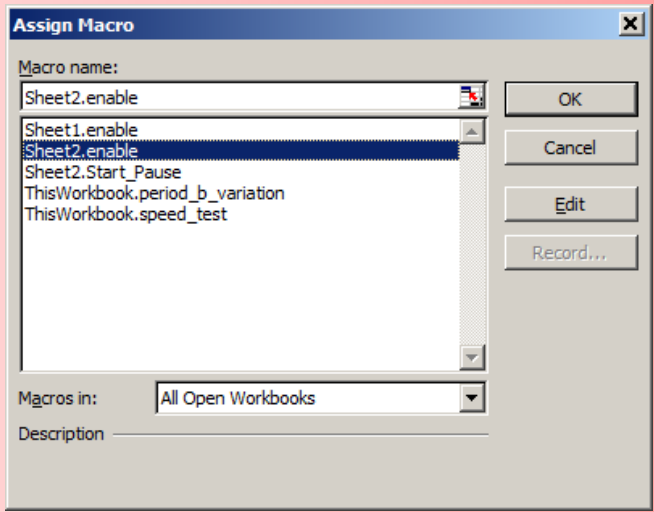 Assign Macro
Macro name:
Sheet2.enable
OK
Sheet1.enable
Sheet2.enable
Cancel
Sheet2.Start_Pause
ThisWorkbook.period_b_variation
Edit
ThisWorkbook.speed_test
Record...
Macros in: All Open Workbooks
Description